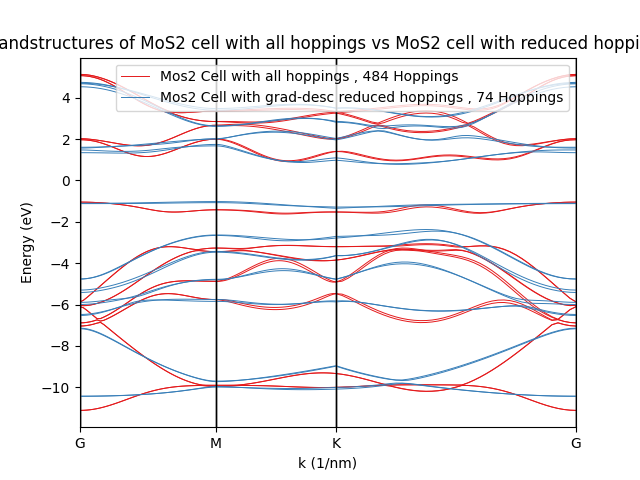 andstructures of MoS2 cell with all hoppings vs MoS2 cell with reduced hoppi
Mos2 Cell with all hoppings , 484 Hoppings
Mos2 Cell with grad-desc reduced hoppings , 74 Hoppings
4
2
0
−2
−4
−6
−8
−10
Energy (eV)
G M K G
k (1/nm)